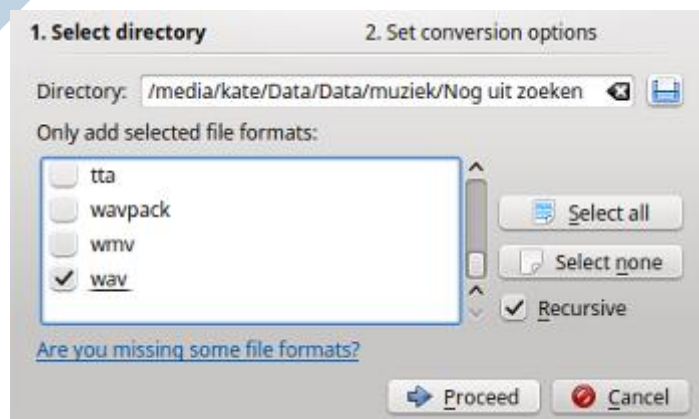 1. Select directory 2. Set conversion options
Directory: /media/kate/Data/Data/muziek/Nog uit zoeken
Only add selected file formats:
tta
wavpack
wmv
wav
Select all
Select none
Recursive
Are you missing some file formats?
Proceed Cancel